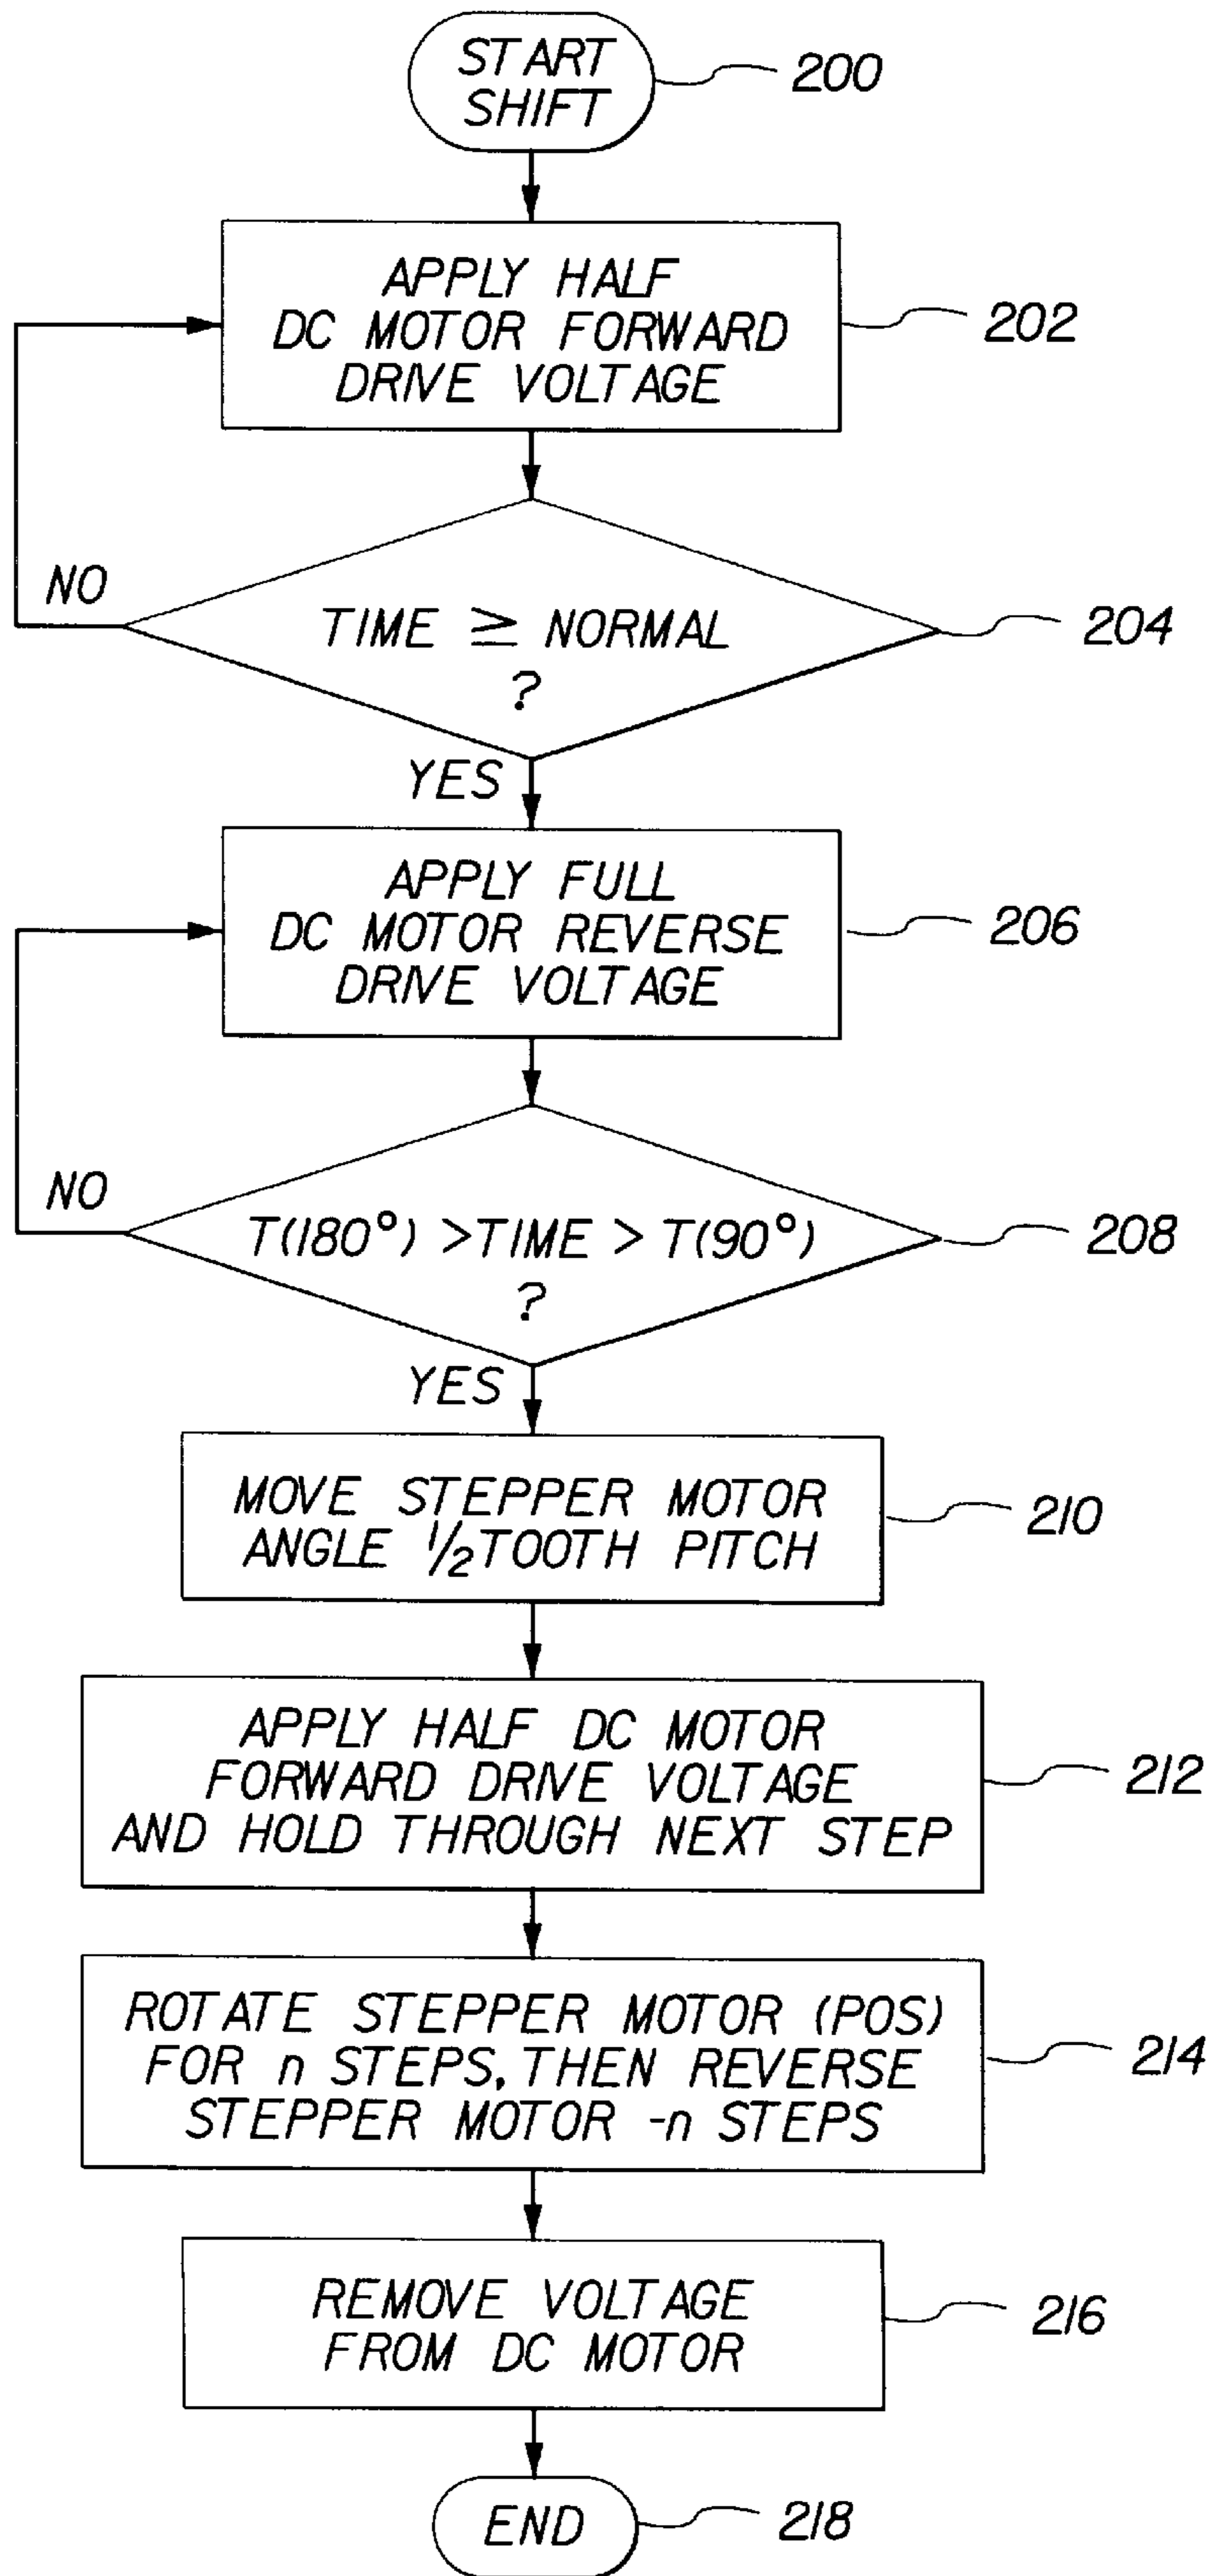 START
SHIFT
200
APPLY HALF
DC MOTOR FORWARD
DRIVE VOLTAGE
202
NO
TIME ≥ NORMAL
?
204
YES
APPLY FULL
DC MOTOR REVERSE
DRIVE VOLTAGE
206
NO
T(180°) > TIME > T(90°)
?
208
YES
MOVE STEPPER MOTOR
ANGLE 1/2 TOOTH PITCH
210
APPLY HALF DC MOTOR
FORWARD DRIVE VOLTAGE
AND HOLD THROUGH NEXT STEP
212
ROTATE STEPPER MOTOR (POS)
FOR n STEPS, THEN REVERSE
STEPPER MOTOR -n STEPS
214
REMOVE VOLTAGE
FROM DC MOTOR
216
END
218